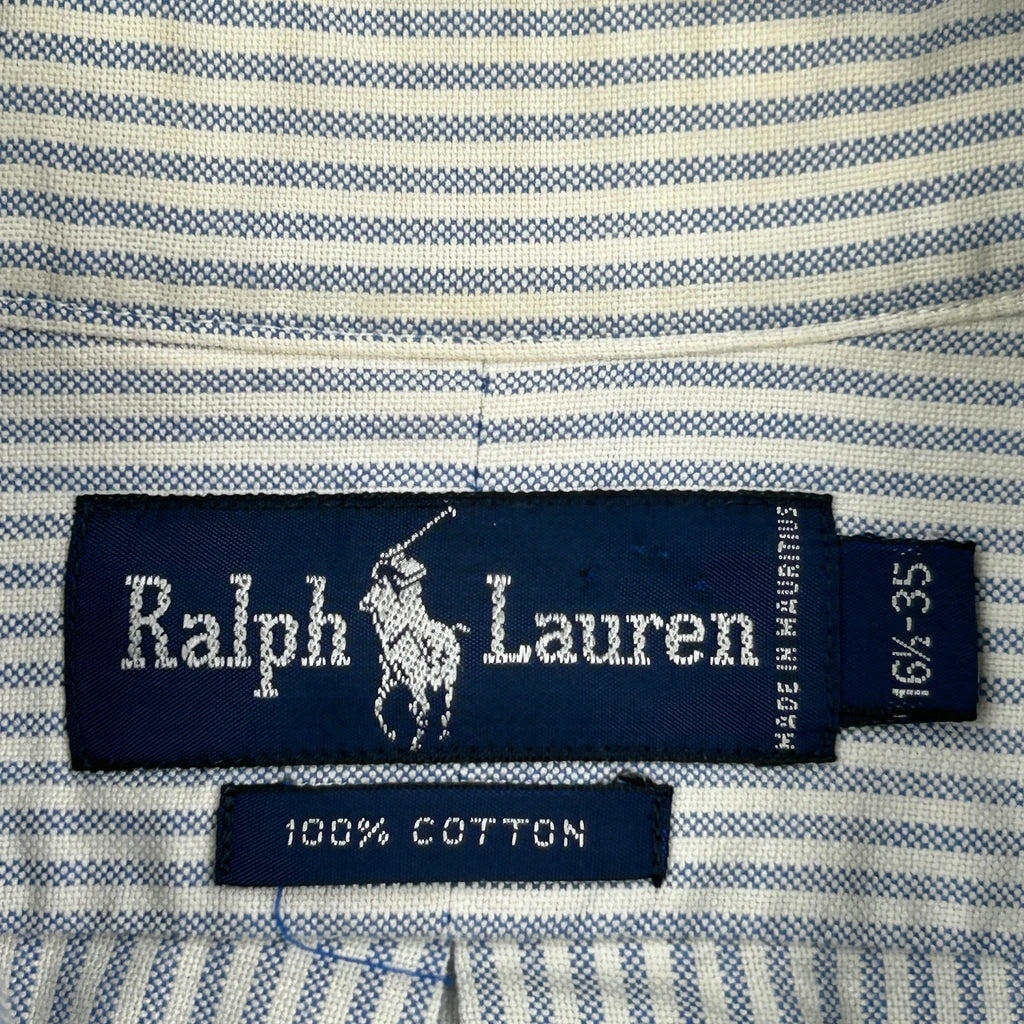 Ralph Lauren
MADE IN MAURITIUS
16½-35
100% COTTON